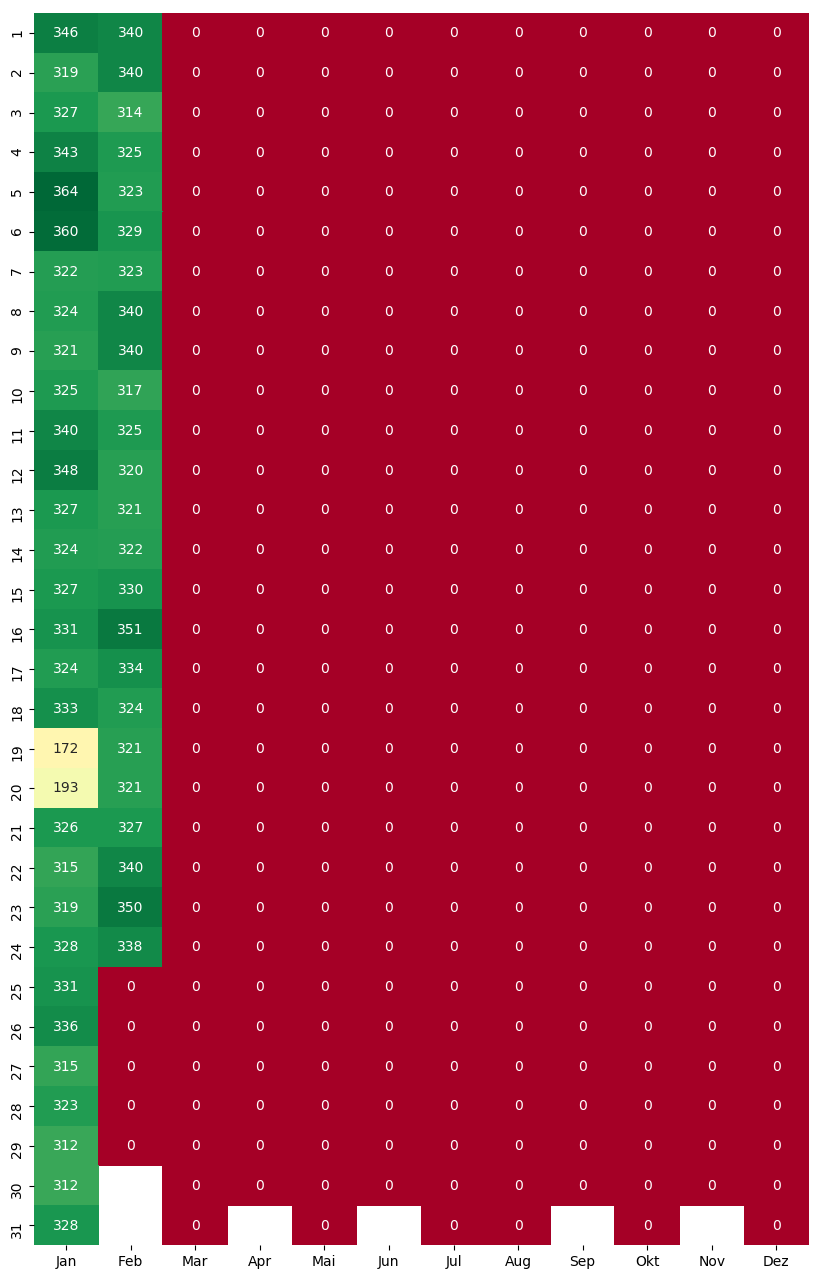 1 346 340 0 0 0 0 0 0 0 0 0 0
2 319 340 0 0 0 0 0 0 0 0 0 0
3 327 314 0 0 0 0 0 0 0 0 0 0
4 343 325 0 0 0 0 0 0 0 0 0 0
5 364 323 0 0 0 0 0 0 0 0 0 0
6 360 329 0 0 0 0 0 0 0 0 0 0
7 322 323 0 0 0 0 0 0 0 0 0 0
8 324 340 0 0 0 0 0 0 0 0 0 0
9 321 340 0 0 0 0 0 0 0 0 0 0
10 325 317 0 0 0 0 0 0 0 0 0 0
11 340 325 0 0 0 0 0 0 0 0 0 0
12 348 320 0 0 0 0 0 0 0 0 0 0
13 327 321 0 0 0 0 0 0 0 0 0 0
14 324 322 0 0 0 0 0 0 0 0 0 0
15 327 330 0 0 0 0 0 0 0 0 0 0
16 331 351 0 0 0 0 0 0 0 0 0 0
17 324 334 0 0 0 0 0 0 0 0 0 0
18 333 324 0 0 0 0 0 0 0 0 0 0
19 172 321 0 0 0 0 0 0 0 0 0 0
20 193 321 0 0 0 0 0 0 0 0 0 0
21 326 327 0 0 0 0 0 0 0 0 0 0
22 315 340 0 0 0 0 0 0 0 0 0 0
23 319 350 0 0 0 0 0 0 0 0 0 0
24 328 338 0 0 0 0 0 0 0 0 0 0
25 331 0 0 0 0 0 0 0 0 0 0 0
26 336 0 0 0 0 0 0 0 0 0 0 0
27 315 0 0 0 0 0 0 0 0 0 0 0
28 323 0 0 0 0 0 0 0 0 0 0 0
29 312 0 0 0 0 0 0 0 0 0 0 0
30 312 0 0 0 0 0 0 0 0 0 0
31 328 0 0 0 0 0 0
Jan Feb Mar Apr Mai Jun Jul Aug Sep Okt Nov Dez